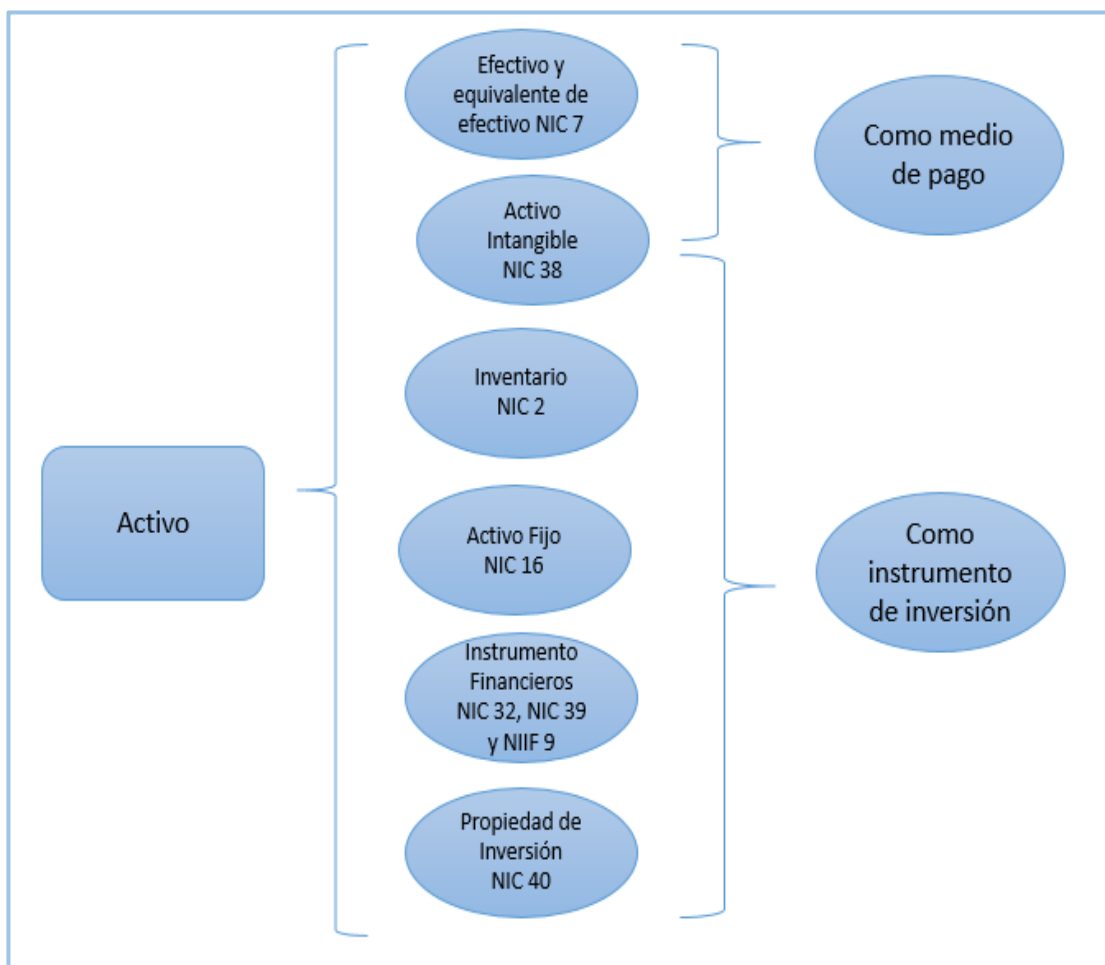 Activo
Efectivo y
equivalente de
efectivo NIC 7
Activo
Intangible
NIC 38
Inventario
NIC 2
Activo Fijo
NIC 16
Instrumento
Financieros
NIC 32, NIC 39
y NIIF 9
Propiedad de
Inversión
NIC 40
Como medio
de pago
Como
instrumento
de inversión